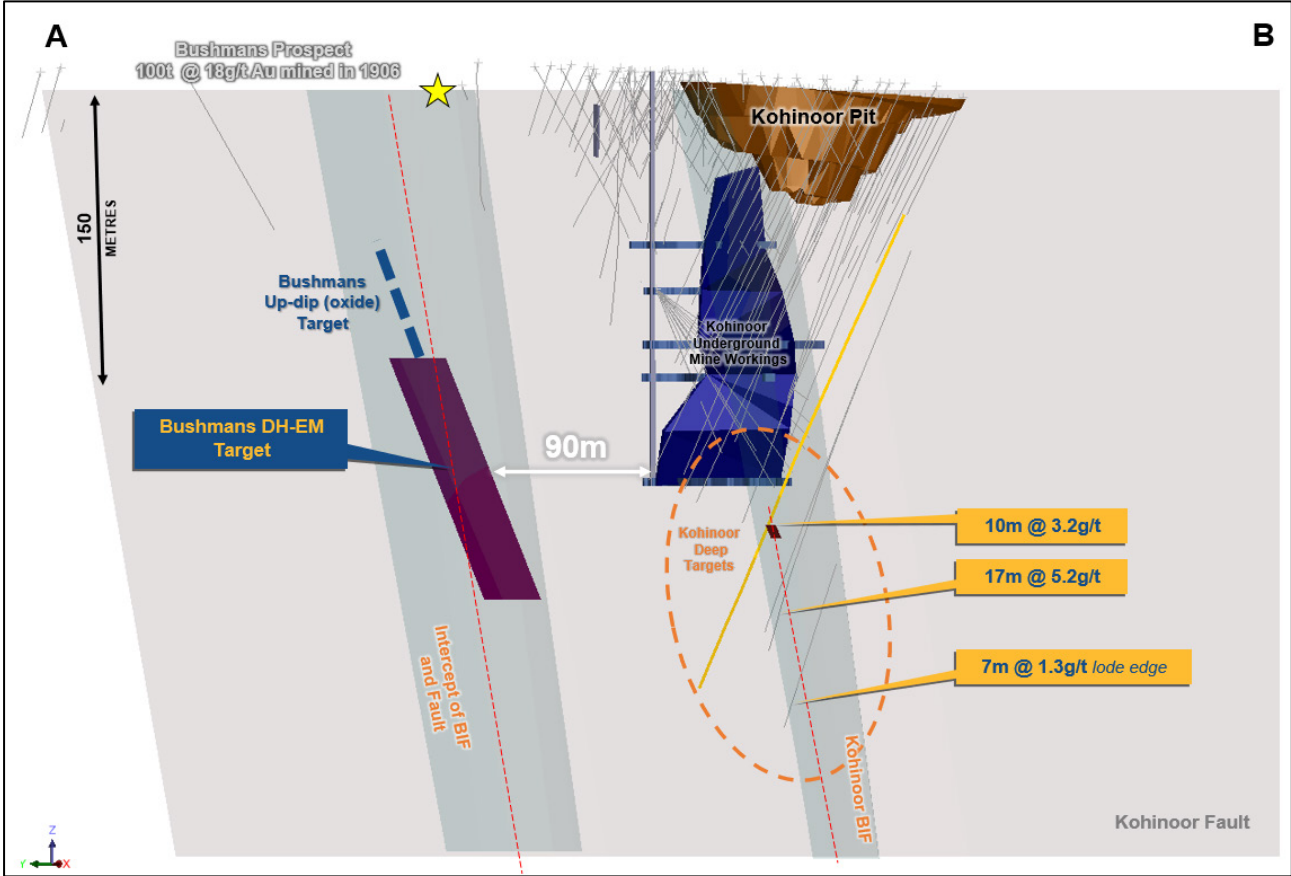 A
B
Bushmans Prospect
100t @ 18g/t Au mined in 1906
Kohinoor Pit
150
METRES
Bushmans
Up-dip (oxide)
Target
Kohinoor
Underground
Mine Workings
Bushmans DH-EM
Target
90m
Kohinoor
Deep
Targets
10m @ 3.2g/t
17m @ 5.2g/t
7m @ 1.3g/t lode edge
Intercept of BIF
and Fault
Kohinoor BIF
Kohinoor Fault
Z
Y
X